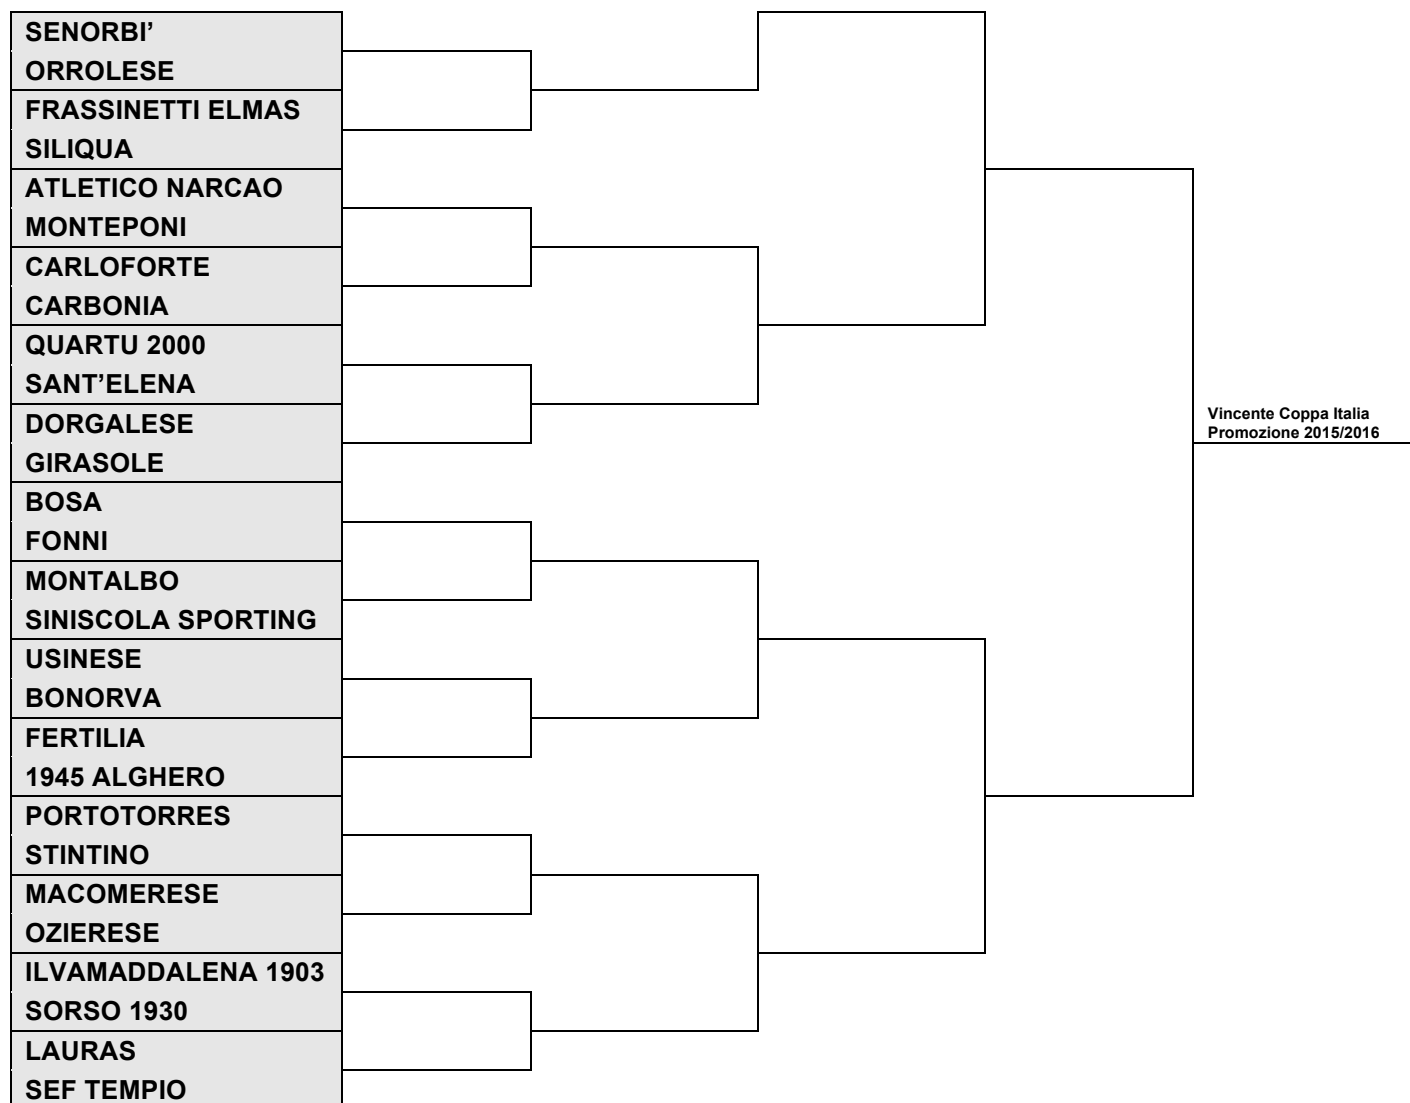 SENORBI’
ORROLESE
FRASSINETTI ELMAS
SILIQUA
ATLETICO NARCAO
MONTEPONI
CARLOFORTE
CARBONIA
QUARTU 2000
SANT’ELENA
DORGALESE
GIRASOLE
BOSA
FONNI
MONTALBO
SINISCOLA SPORTING
USINESE
BONORVA
FERTILIA
1945 ALGHERO
PORTOTORRES
STINTINO
MACOMERESE
OZIERESE
ILVAMADDALENA 1903
SORSO 1930
LAURAS
SEF TEMPIO
Vincente Coppa Italia
Promozione 2015/2016